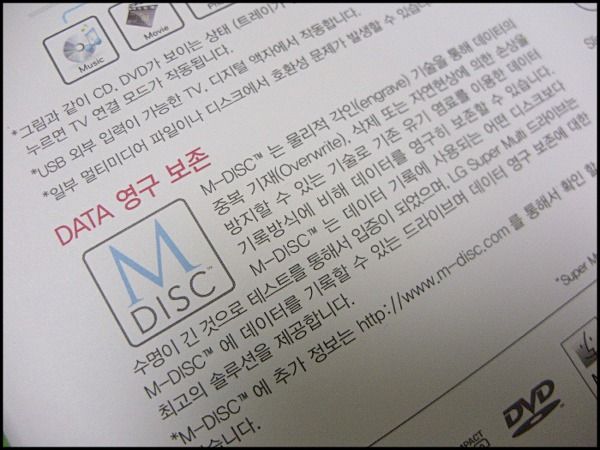 Music
Movie
*그림과 같이 CD, DVD가 보이는 상태 (트레이가
누르면 TV 연결 모드가 작동됩니다.
*USB 외부 입력이 가능한 TV, 디지털 액자에서 작동합니다.
*일부 멀티미디어 파일이나 디스크에서 호환성 문제가 발생할 수 있습니
DATA 영구 보존
M
DISC™
M-DISC™ 는 물리적 각인(engrave) 기술을 통해 데이터의
중복 기재(Overwrite), 삭제 또는 자연현상에 의한 손상을
방지할 수 있는 기술로 기존 유기 염료를 이용한 데이터
기록방식에 비해 데이터를 영구히 보존할 수 있습니다.
M-DISC™ 는 데이터 기록에 사용되는 어떤 디스크보다
수명이 긴 것으로 테스트를 통해서 입증이 되었으며, LG Super Multi 드라이브는
M-DISC™ 에 데이터를 기록할 수 있는 드라이브며 데이터 영구 보존에 대한
최고의 솔루션을 제공합니다.
*M-DISC™ 에 추가 정보는 http://www.m-disc.com 를 통해서 확인 할
습니다.
*Super M
DVD